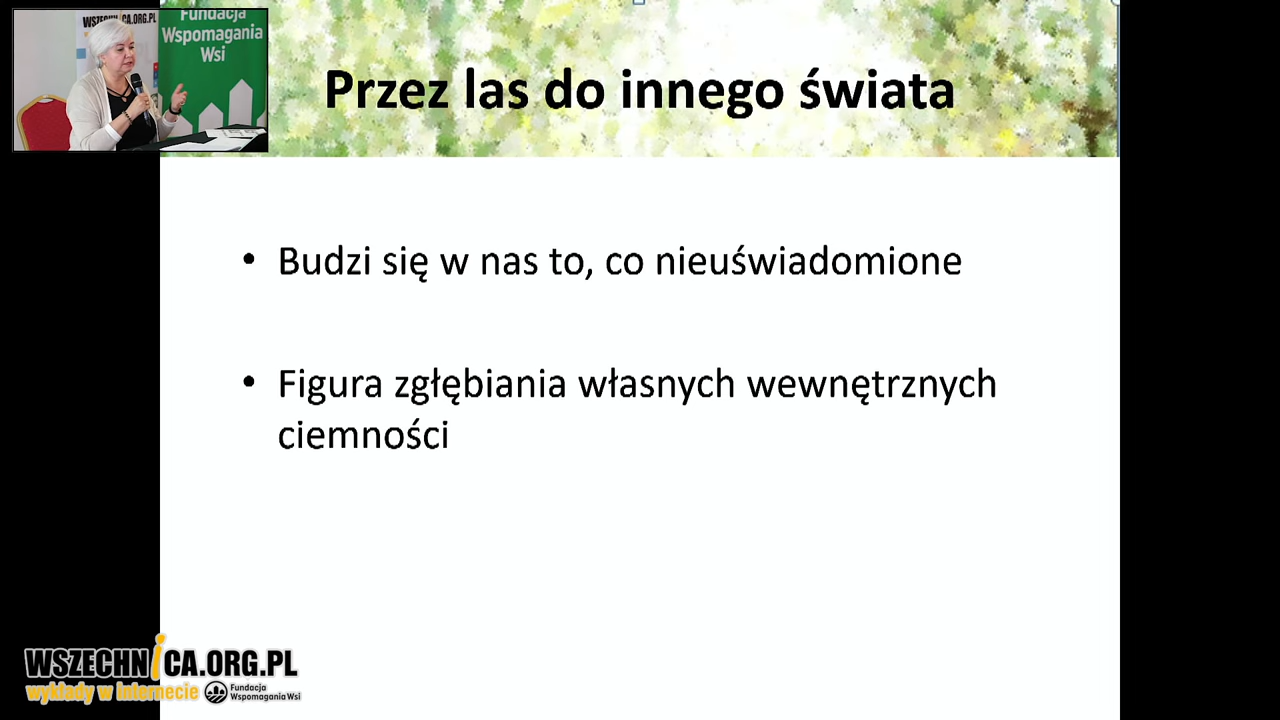 WSZECHNICA.ORG.PL
Fundacja
Wspomagania
Wsi
Przez las do innego świata
• Budzi się w nas to, co nieuświadomione
• Figura zgłębiania własnych wewnętrznych
ciemności
WSZECHNiCA.ORG.PL
wykłady w internecie
Fundacja
Wspomagania Wsi